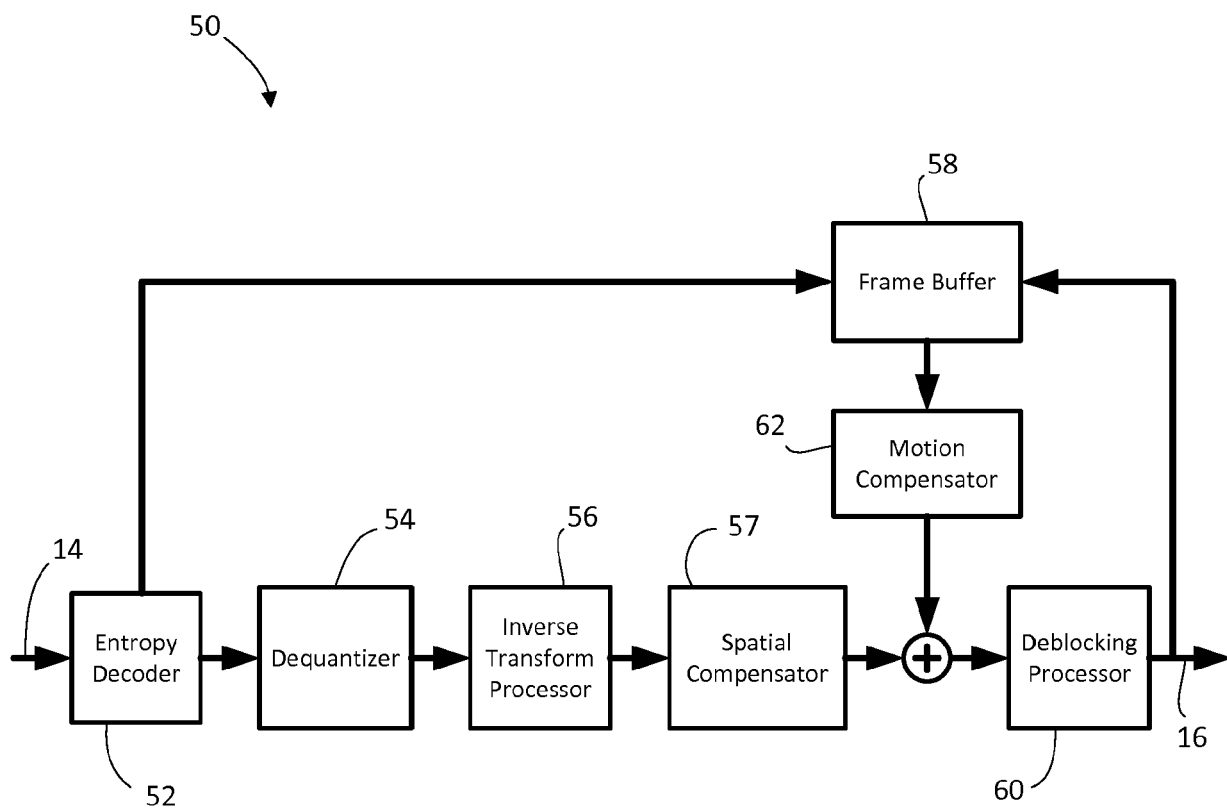 50
58
Frame Buffer
62
Motion
Compensator
54
56
57
14
Entropy
Decoder
Dequantizer
Inverse
Transform
Processor
Spatial
Compensator
+
Deblocking
Processor
16
52
60